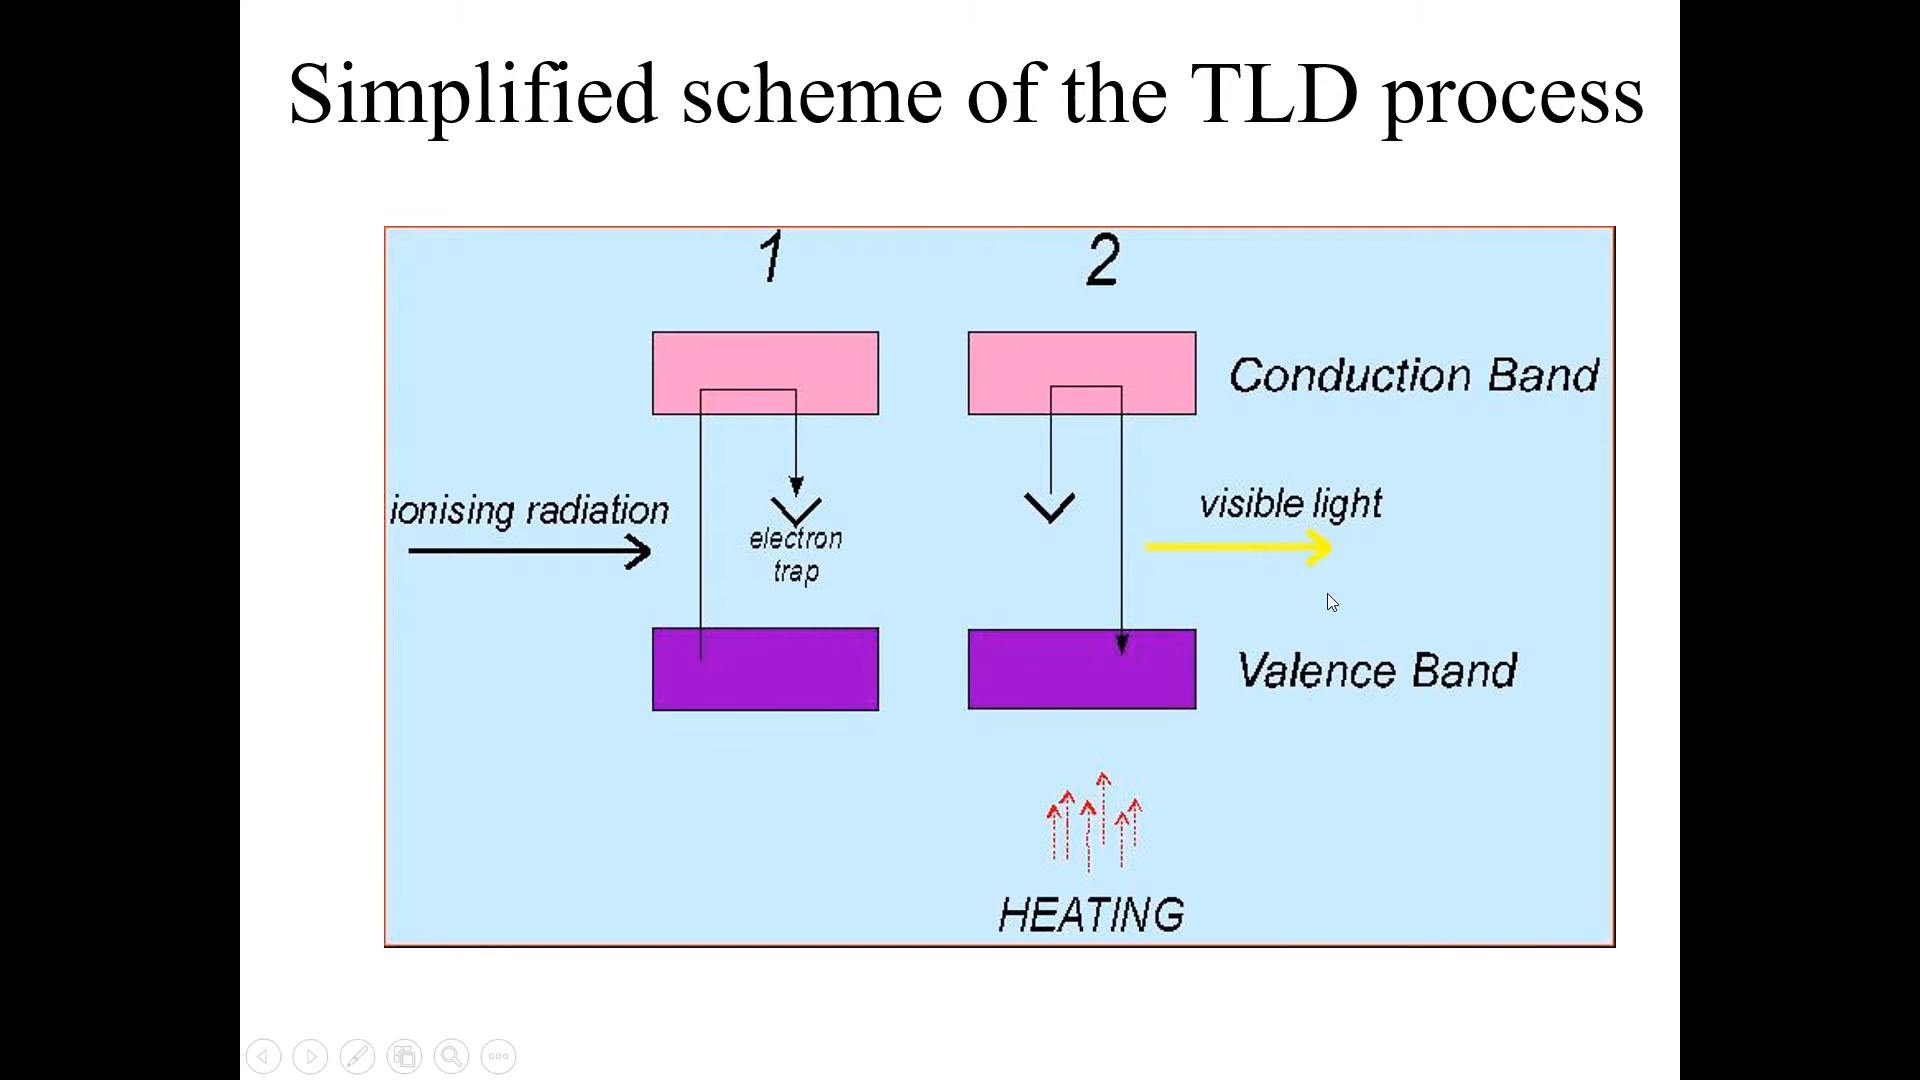 Simplified scheme of the TLD process
1
2
Conduction Band
ionising radiation
electron
trap
visible light
Valence Band
HEATING